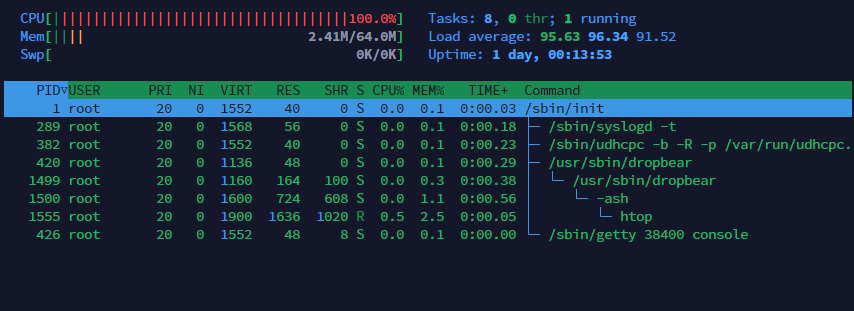 CPU[||||||||||||||||||||||||||||||||||||||100.0%] Tasks: 8, 0 thr; 1 running
Mem[|||| 2.41M/64.0M] Load average: 95.63 96.34 91.52
Swp[ 0K/0K] Uptime: 1 day, 00:13:53
PID▽USER PRI NI VIRT RES SHR S CPU% MEM% TIME+ Command
1 root 20 0 1552 40 0 S 0.0 0.1 0:00.03 /sbin/init
289 root 20 0 1568 56 0 S 0.0 0.1 0:00.18 ├─ /sbin/syslogd -t
382 root 20 0 1552 40 0 S 0.0 0.1 0:00.23 ├─ /sbin/udhcpc -b -R -p /var/run/udhcpc.
420 root 20 0 1136 48 0 S 0.0 0.1 0:00.29 ├─ /usr/sbin/dropbear
1499 root 20 0 1160 164 100 S 0.0 0.3 0:00.38 │ └─ /usr/sbin/dropbear
1500 root 20 0 1600 724 608 S 0.0 1.1 0:00.56 │ └─ -ash
1555 root 20 0 1900 1636 1020 R 0.5 2.5 0:00.05 │ └─ htop
426 root 20 0 1552 48 8 S 0.0 0.1 0:00.00 └─ /sbin/getty 38400 console